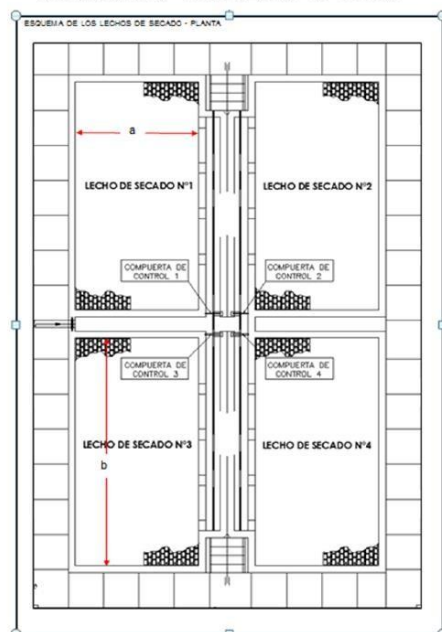 ESQUEMA DE LOS LECHOS DE SECADO - PLANTA
a
LECHO DE SECADO N°1
LECHO DE SECADO N°2
COMPUERTA DE
CONTROL 1
COMPUERTA DE
CONTROL 2
COMPUERTA DE
CONTROL 3
COMPUERTA DE
CONTROL 4
LECHO DE SECADO N°3
LECHO DE SECADO N°4
b